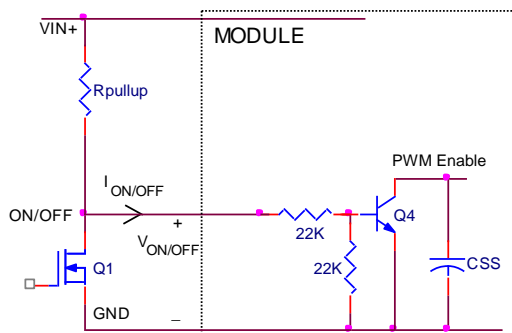 VIN+
MODULE
Rpullup
PWM Enable
I ON/OFF
ON/OFF
+
V ON/OFF
22K
Q4
22K
CSS
Q1
GND
_